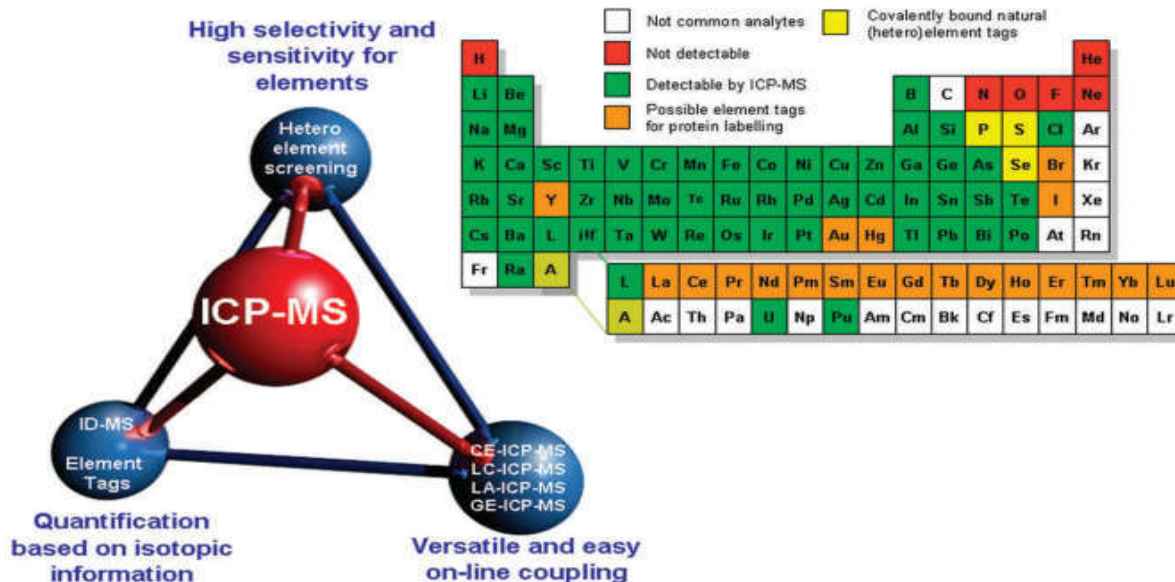 High selectivity and
sensitivity for
elements
Hetero
element
screening
ICP-MS
ID-MS
Element
Tags
CE-ICP-MS
LC-ICP-MS
LA-ICP-MS
GE-ICP-MS
Quantification
based on isotopic
information
Versatile and easy
on-line coupling
Not common analytes
Not detectable
Detectable by ICP-MS
Possible element tags
for protein labelling
Covalently bound natural
(hetero)element tags
H He
Li Be B C N O F Ne
Na Mg Al Si P S Cl Ar
K Ca Sc Ti V Cr Mn Fe Co Ni Cu Zn Ga Ge As Se Br Kr
Rb Sr Y Zr Nb Mo Tc Ru Rh Pd Ag Cd In Sn Sb Te I Xe
Cs Ba L Hf Ta W Re Os Ir Pt Au Hg Tl Pb Bi Po At Rn
Fr Ra A
L La Ce Pr Nd Pm Sm Eu Gd Tb Dy Ho Er Tm Yb Lu
A Ac Th Pa U Np Pu Am Cm Bk Cf Es Fm Md No Lr